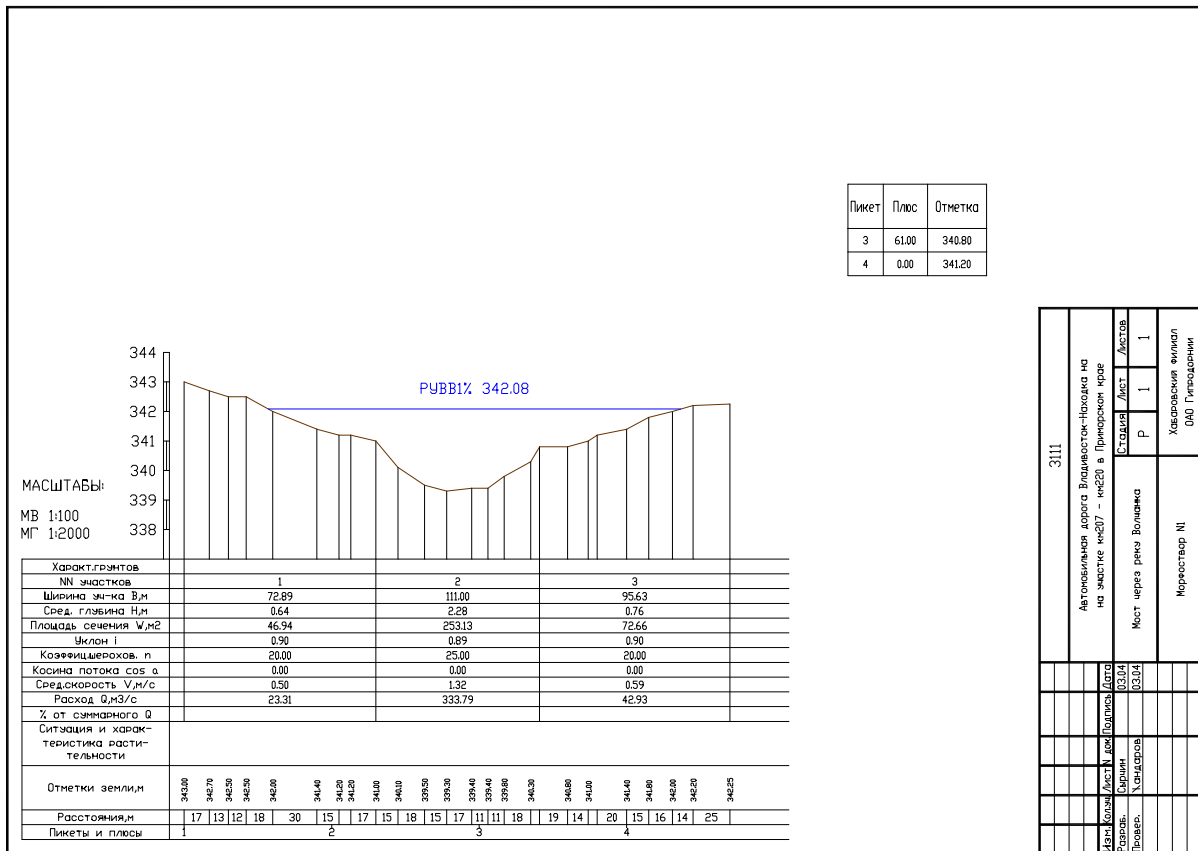 Пикет Плюс Отметка
3 61.00 340.80
4 0.00 341.20
344
343
342
341
340
339
338
РУВВ1% 342.08
МАСШТАБЫ:
МВ 1:100
МГ 1:2000
Характ.грунтов
NN участков 1 2 3
Ширина уч-ка B,м 72.89 111.00 95.63
Сред. глубина H,м 0.64 2.28 0.76
Площадь сечения W,м2 46.94 253.13 72.66
Уклон i 0.90 0.89 0.90
Коэффиц.шерохов. n 20.00 25.00 20.00
Косина потока cos α 0.00 0.00 0.00
Сред.скорость V,м/с 0.50 1.32 0.59
Расход Q,м3/с 23.31 333.79 42.93
% от суммарного Q
Ситуация и харак-
теристика расти-
тельности
Отметки земли,м 343.00 342.70 342.50 342.50 342.00 341.40 341.20 341.20 341.00 340.10 339.50 339.30 339.40 339.40 339.80 340.30 340.80 341.00 341.40 341.80 342.00 342.20 342.25
Расстояния,м 17 13 12 18 30 15 17 15 18 15 17 11 11 18 19 14 20 15 16 14 25
Пикеты и плюсы 1 2 3 4
3111
Автомобильная дорога Владивосток-Находка на
на участке км207 - км220 в Приморском крае
Изм. Кол.уч Лист N док. Подпись Дата
Разраб. Сырчин 03.04
Провер. Хандаров 03.04
Мост через реку Волчанка
Стадия Лист Листов
Р 1 1
Морфоствор N1
Хабаровский филиал
ОАО Гипродорнии